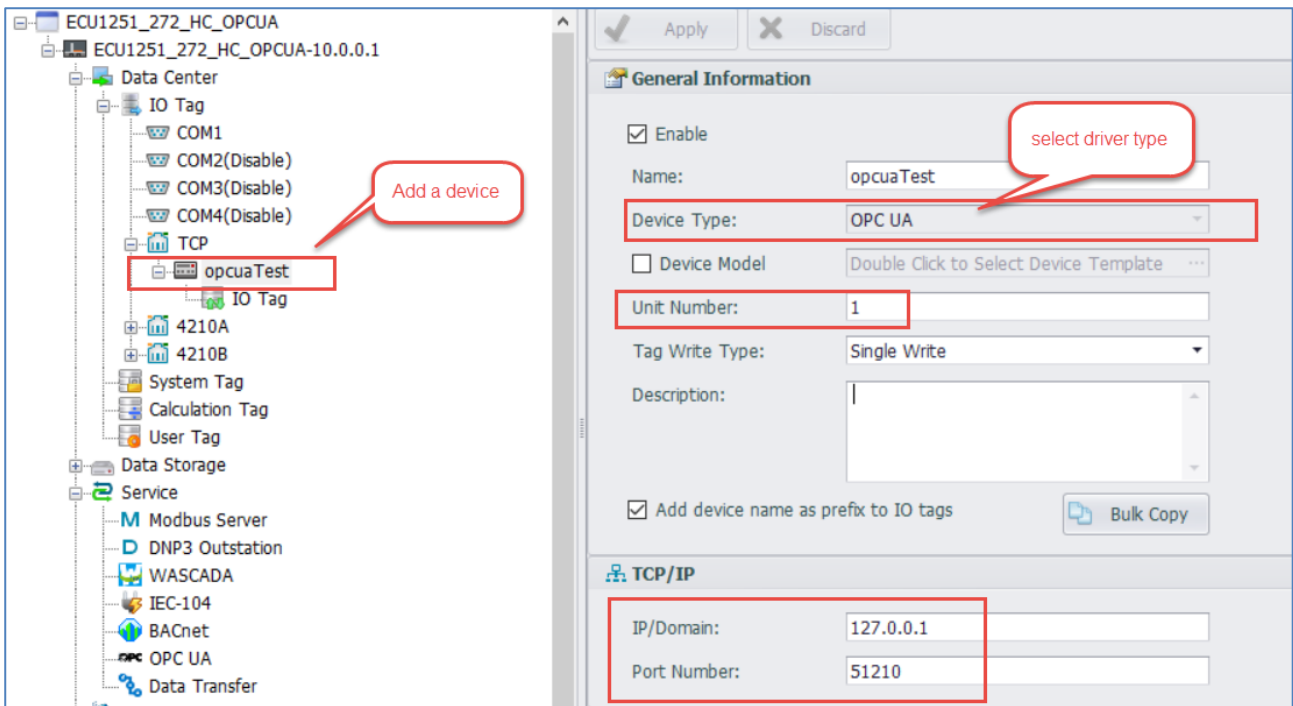 ECU1251_272_HC_OPCUA
ECU1251_272_HC_OPCUA-10.0.0.1
Data Center
IO Tag
COM1
COM2(Disable)
COM3(Disable)
COM4(Disable)
TCP
opcuaTest
IO Tag
4210A
4210B
System Tag
Calculation Tag
User Tag
Data Storage
Service
M Modbus Server
D DNP3 Outstation
WASCADA
IEC-104
BACnet
OPC OPC UA
Data Transfer
Add a device
Apply Discard
General Information
Enable
select driver type
Name: opcuaTest
Device Type: OPC UA
Device Model Double Click to Select Device Template ...
Unit Number: 1
Tag Write Type: Single Write
Description:
Add device name as prefix to IO tags Bulk Copy
TCP/IP
IP/Domain: 127.0.0.1
Port Number: 51210